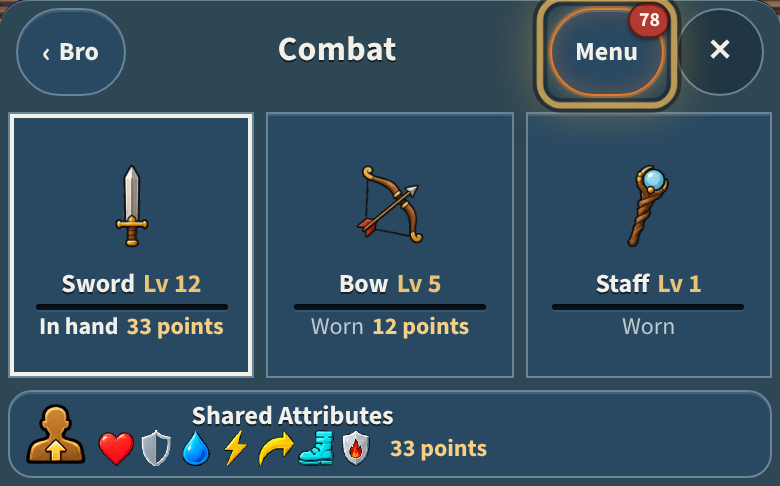 ‹ Bro
Combat
Menu
78
✕
Sword Lv 12
In hand 33 points
Bow Lv 5
Worn 12 points
Staff Lv 1
Worn
Shared Attributes
33 points